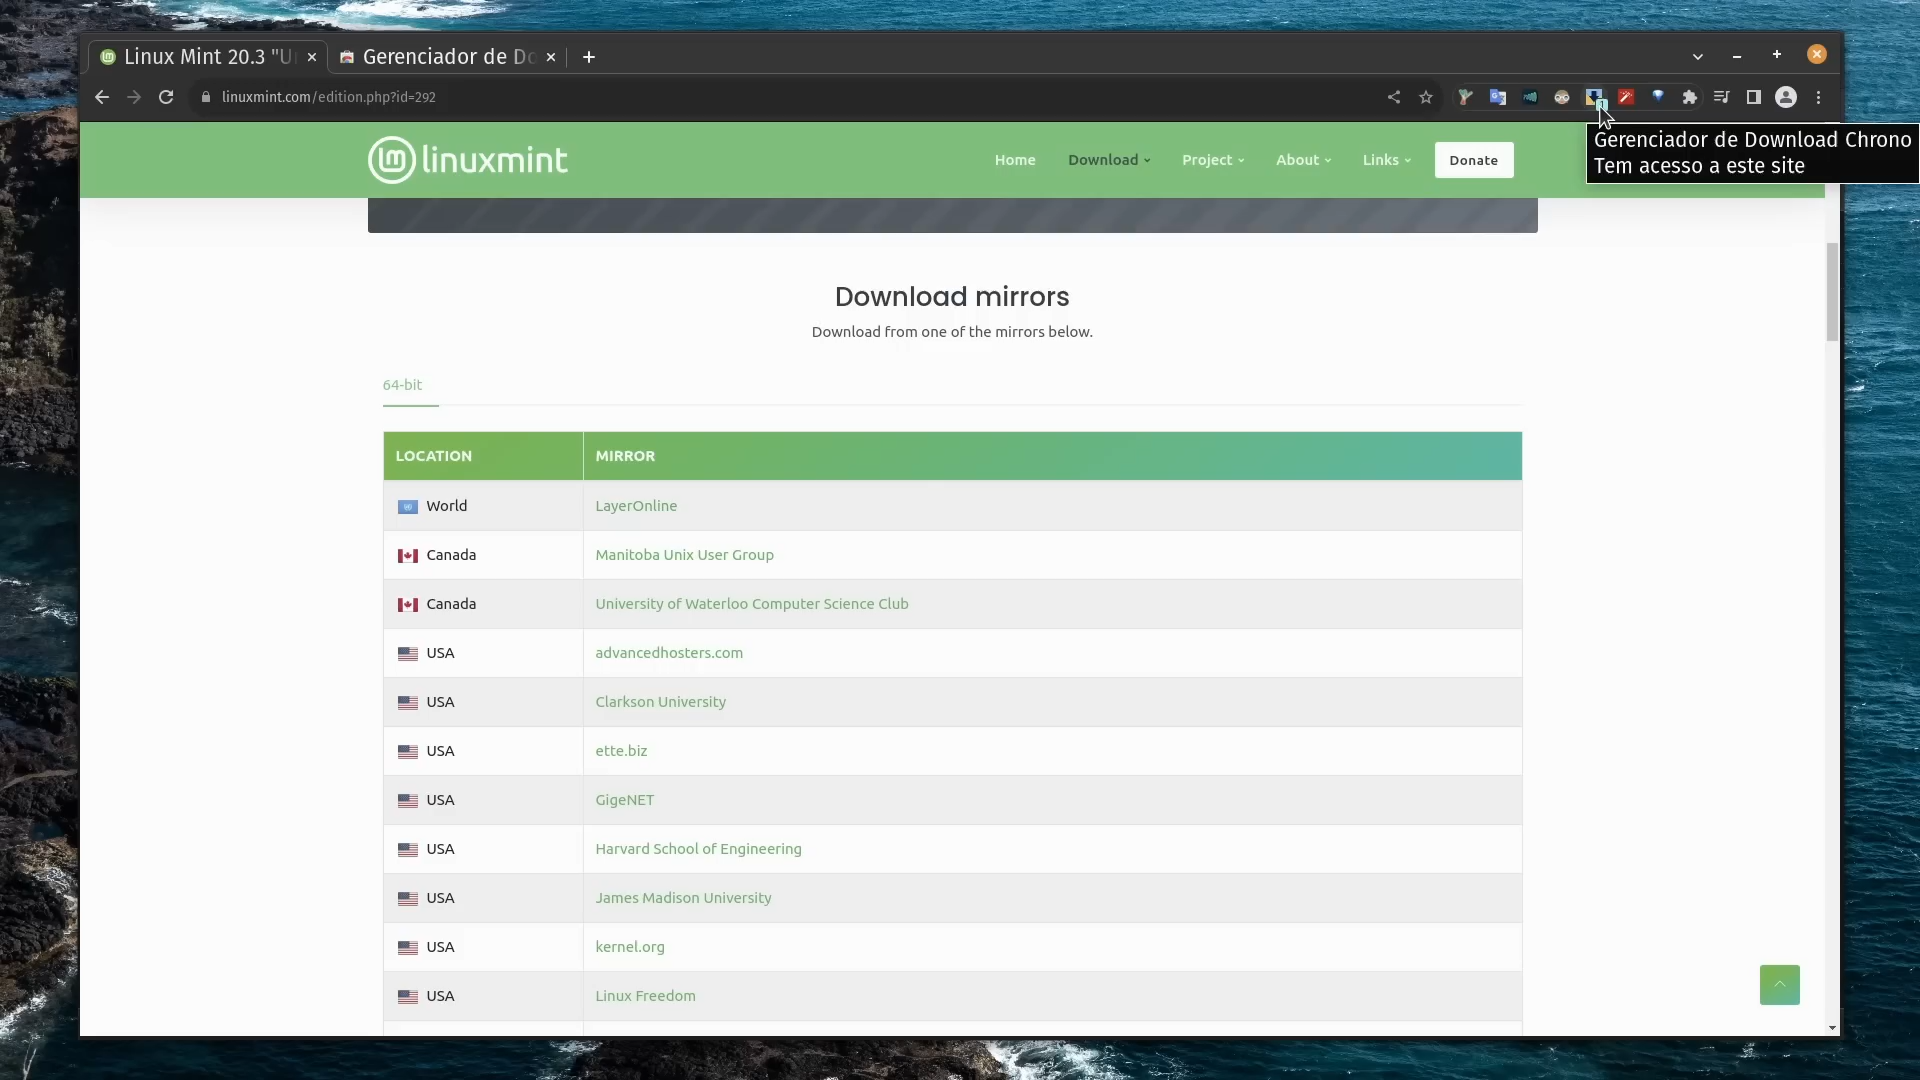 Linux Mint 20.3 "U
Gerenciador de Do
linuxmint.com/edition.php?id=292
Gerenciador de Download Chrono
Tem acesso a este site
linuxmint
Home
Download
Project
About
Links
Donate
Download mirrors
Download from one of the mirrors below.
64-bit
LOCATION MIRROR
World LayerOnline
Canada Manitoba Unix User Group
Canada University of Waterloo Computer Science Club
USA advancedhosters.com
USA Clarkson University
USA ette.biz
USA GigeNET
USA Harvard School of Engineering
USA James Madison University
USA kernel.org
USA Linux Freedom